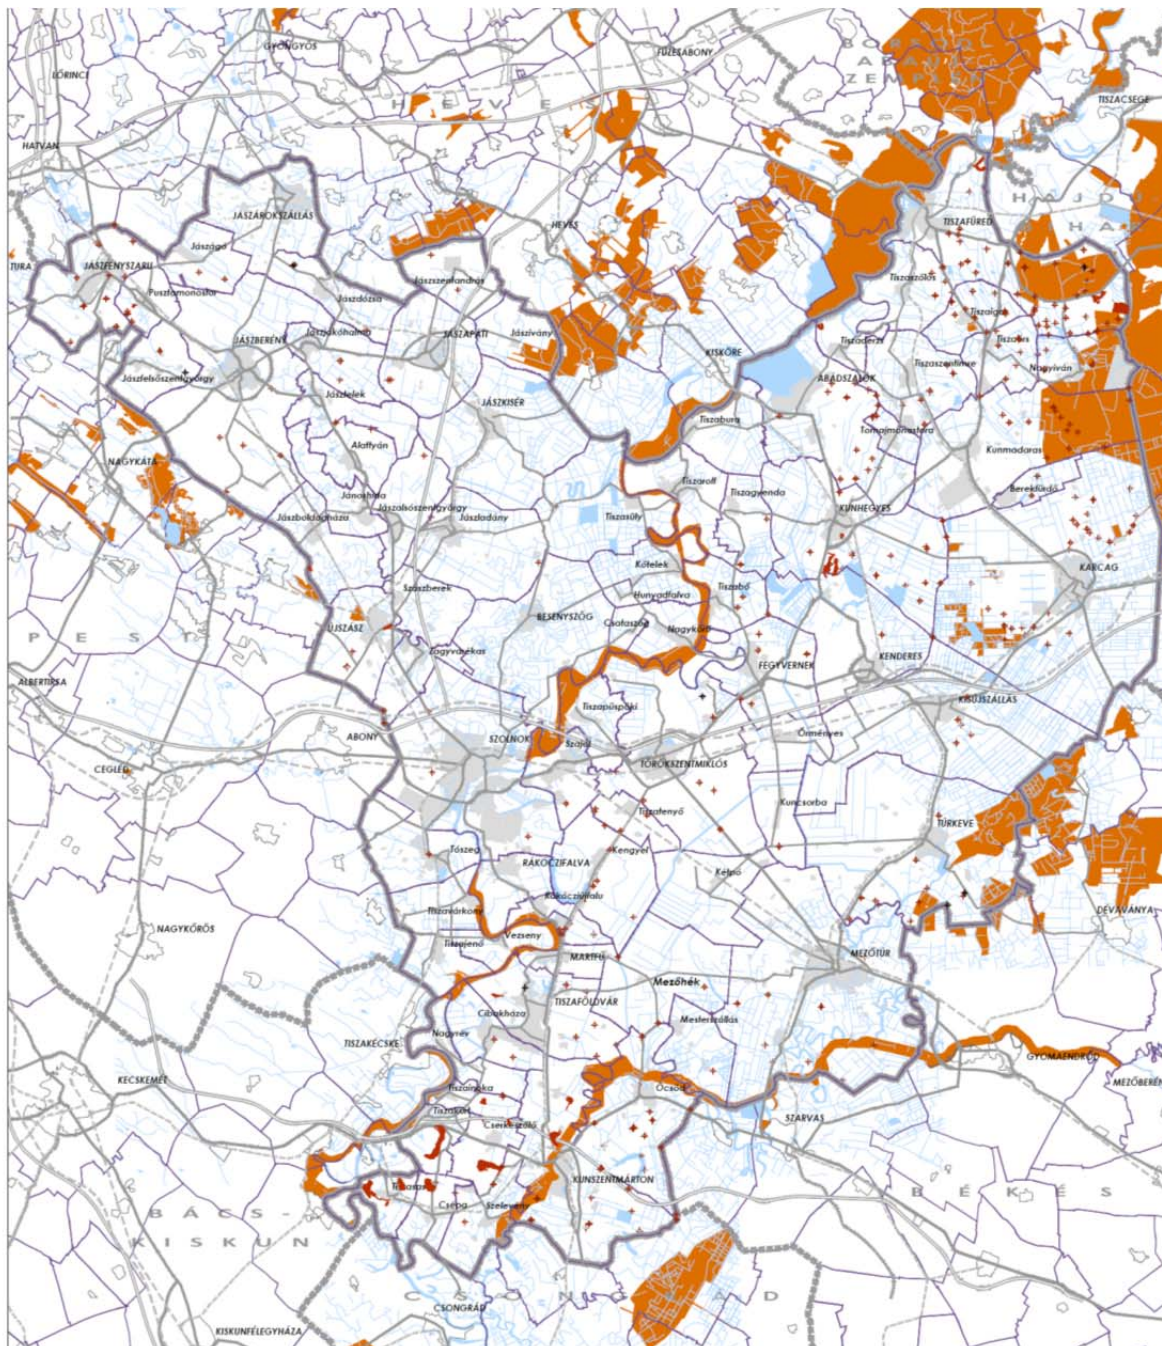 GYÖNGYÖS
FÜZESABONY
LŐRINCI
TISZACSEGE
HEVES
HATVAN
JÁSZÁROKSZÁLLÁS
TISZAFÜRED
HEVES
Jászágó
TURA
JÁSZFÉNYSZARU
Jászszentandrás
Tiszaszőlős
Pusztamonostor
Jászdózsa
Tiszaigar
JÁSZBERÉNY
Jászjákóhalma
JÁSZAPÁTI
Jászivány
Tiszaderzs
Tiszaörs
KISKÖRE
Tiszaszentimre
Nagyiván
Jászfelsőszentgyörgy
ABÁDSZALÓK
Jásztelek
JÁSZKISÉR
Tiszabura
Tomajmonostora
Alattyán
Kunmadaras
NAGYKÁTA
Tiszaroff
Berekfürdő
Jánoshida
Tiszagyenda
Jászalsószentgyörgy
KUNHEGYES
Jászboldogháza
Jászladány
Tiszasüly
Kőtelek
KARCAG
Szászberek
Tiszabő
Hunyadfalva
BESENYSZÖG
Csataszög
Nagykörű
ÚJSZÁSZ
PEST
Zagyvarékas
KENDERES
FEGYVERNEK
ALBERTIRSA
KISÚJSZÁLLÁS
Tiszapüspöki
ABONY
SZOLNOK
Szajol
Örményes
CEGLÉD
TÖRÖKSZENTMIKLÓS
Kuncsorba
Tiszatenyő
TÚRKEVE
Tószeg
RÁKÓCZIFALVA
Kengyel
Kétpó
Rákócziújfalu
Tiszavárkony
DÉVAVÁNYA
NAGYKŐRÖS
Vezseny
Tiszajenő
MARTFŰ
MEZŐTÚR
Mezőhék
TISZAFÖLDVÁR
Cibakháza
Mesterszállás
Nagyrév
TISZAKÉCSKE
GYOMAENDRŐD
KECSKEMÉT
MEZŐBERÉNY
Tiszainoka
Öcsöd
Tiszakürt
SZARVAS
Cserkeszőlő
KUNSZENTMÁRTON
Tiszasas
BÉKÉS
Csépa
Szelevény
BÁCS-
KISKUN
CSONGRÁD
CSONGRÁD
KISKUNFÉLEGYHÁZA